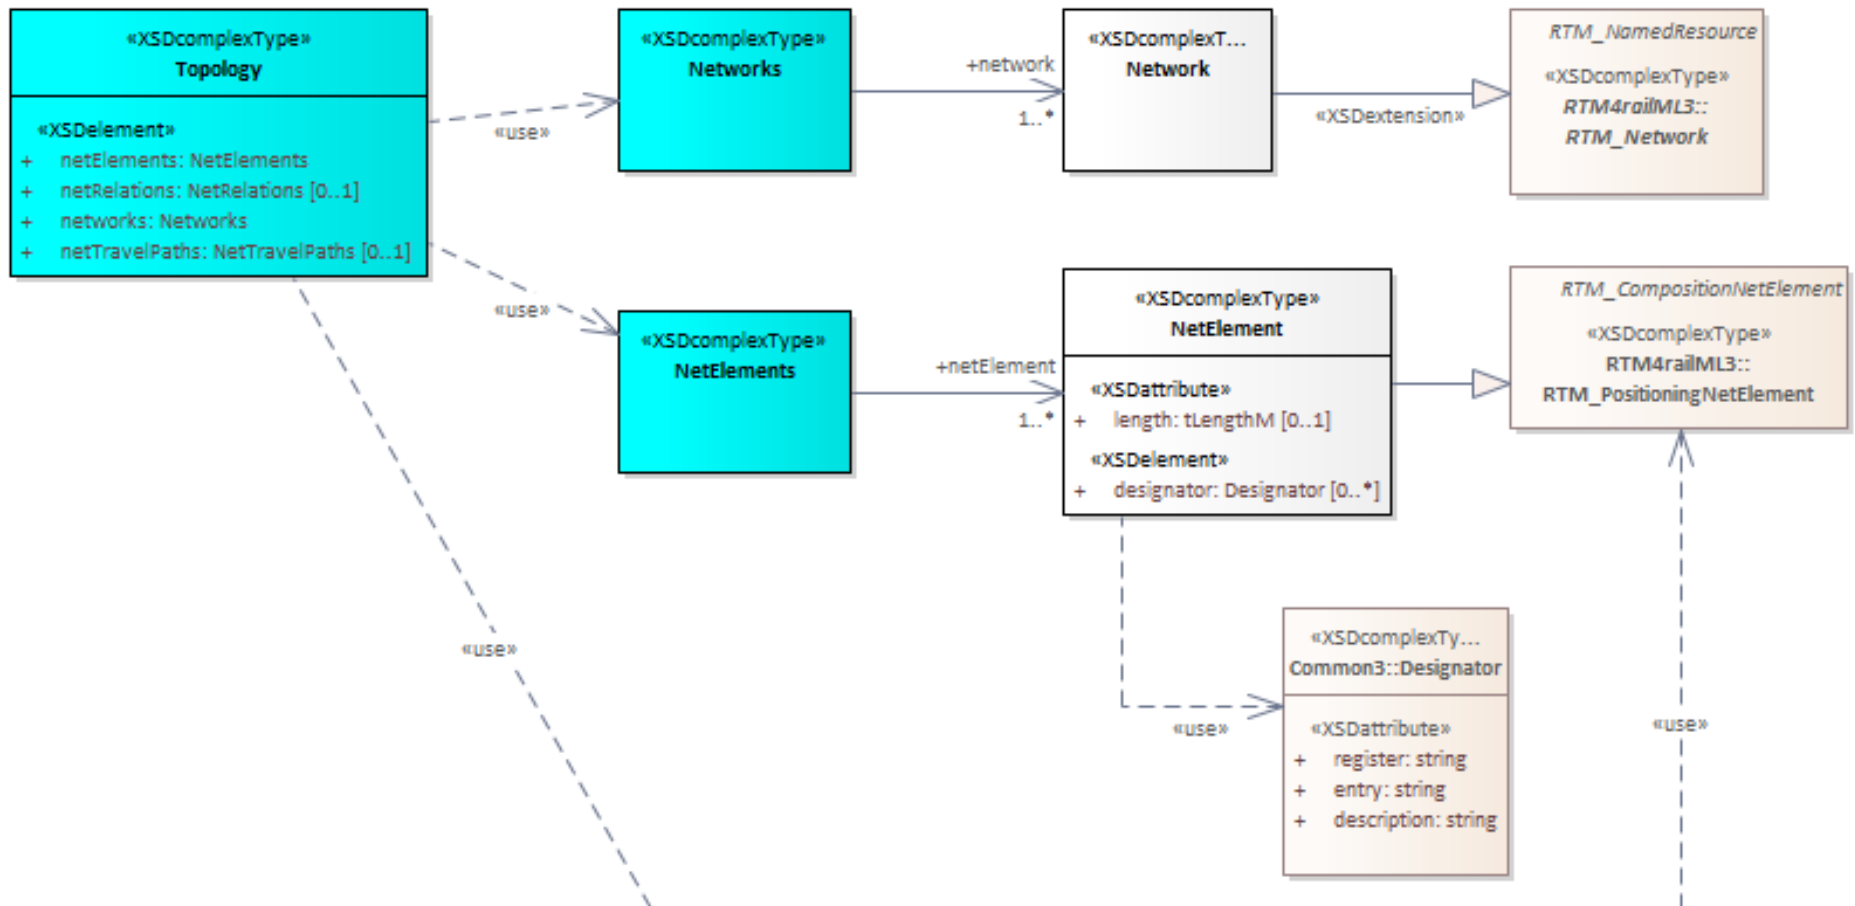 «XSDcomplexType»
Topology
«XSDelement»
+ netElements: NetElements
+ netRelations: NetRelations [0..1]
+ networks: Networks
+ netTravelPaths: NetTravelPaths [0..1]
«use»
«XSDcomplexType»
Networks
+network
1..*
«XSDcomplexT...
Network
«XSDextension»
RTM_NamedResource
«XSDcomplexType»
RTM4railML3::
RTM_Network
«use»
«XSDcomplexType»
NetElements
+netElement
1..*
«XSDcomplexType»
NetElement
«XSDattribute»
+ length: tLengthM [0..1]
«XSDelement»
+ designator: Designator [0..*]
RTM_CompositionNetElement
«XSDcomplexType»
RTM4railML3::
RTM_PositioningNetElement
«use»
«use»
«XSDcomplexTy...
Common3::Designator
«XSDattribute»
+ register: string
+ entry: string
+ description: string
«use»